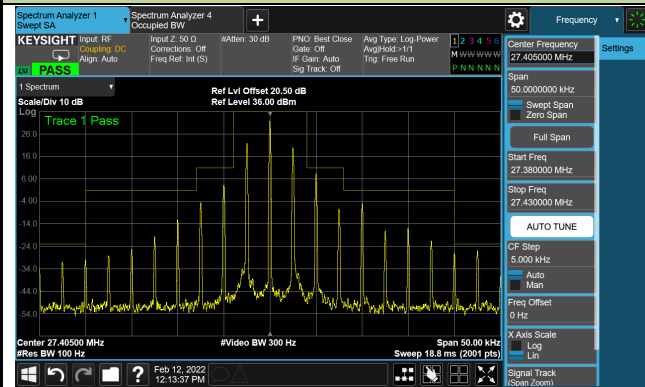 Spectrum Analyzer 1
Swept SA
Spectrum Analyzer 4
Occupied BW
+
Frequency
KEYSIGHT
Input: RF
Coupling: DC
Align: Auto
Input Z: 50 Ω
Corrections: Off
Freq Ref: Int (S)
#Atten: 30 dB
PNO: Best Close
Gate: Off
IF Gain: Auto
Sig Track: Off
Avg Type: Log-Power
Avg|Hold:>1/1
Trig: Free Run
1 2 3 4 5 6
M W W W W W
P N N N N N
LXI
PASS
1 Spectrum
Scale/Div 10 dB
Ref Lvl Offset 20.50 dB
Ref Level 36.00 dBm
Log
Trace 1 Pass
26.0
16.0
6.00
-4.00
-14.0
-24.0
-34.0
-44.0
-54.0
Center 27.40500 MHz
#Res BW 100 Hz
#Video BW 300 Hz
Span 50.00 kHz
Sweep 18.8 ms (2001 pts)
Feb 12, 2022
12:13:37 PM
Center Frequency
27.405000 MHz
Span
50.0000000 kHz
Swept Span
Zero Span
Full Span
Start Freq
27.380000 MHz
Stop Freq
27.430000 MHz
AUTO TUNE
CF Step
5.000 kHz
Auto
Man
Freq Offset
0 Hz
X Axis Scale
Log
Lin
Signal Track
(Span Zoom)
Settings